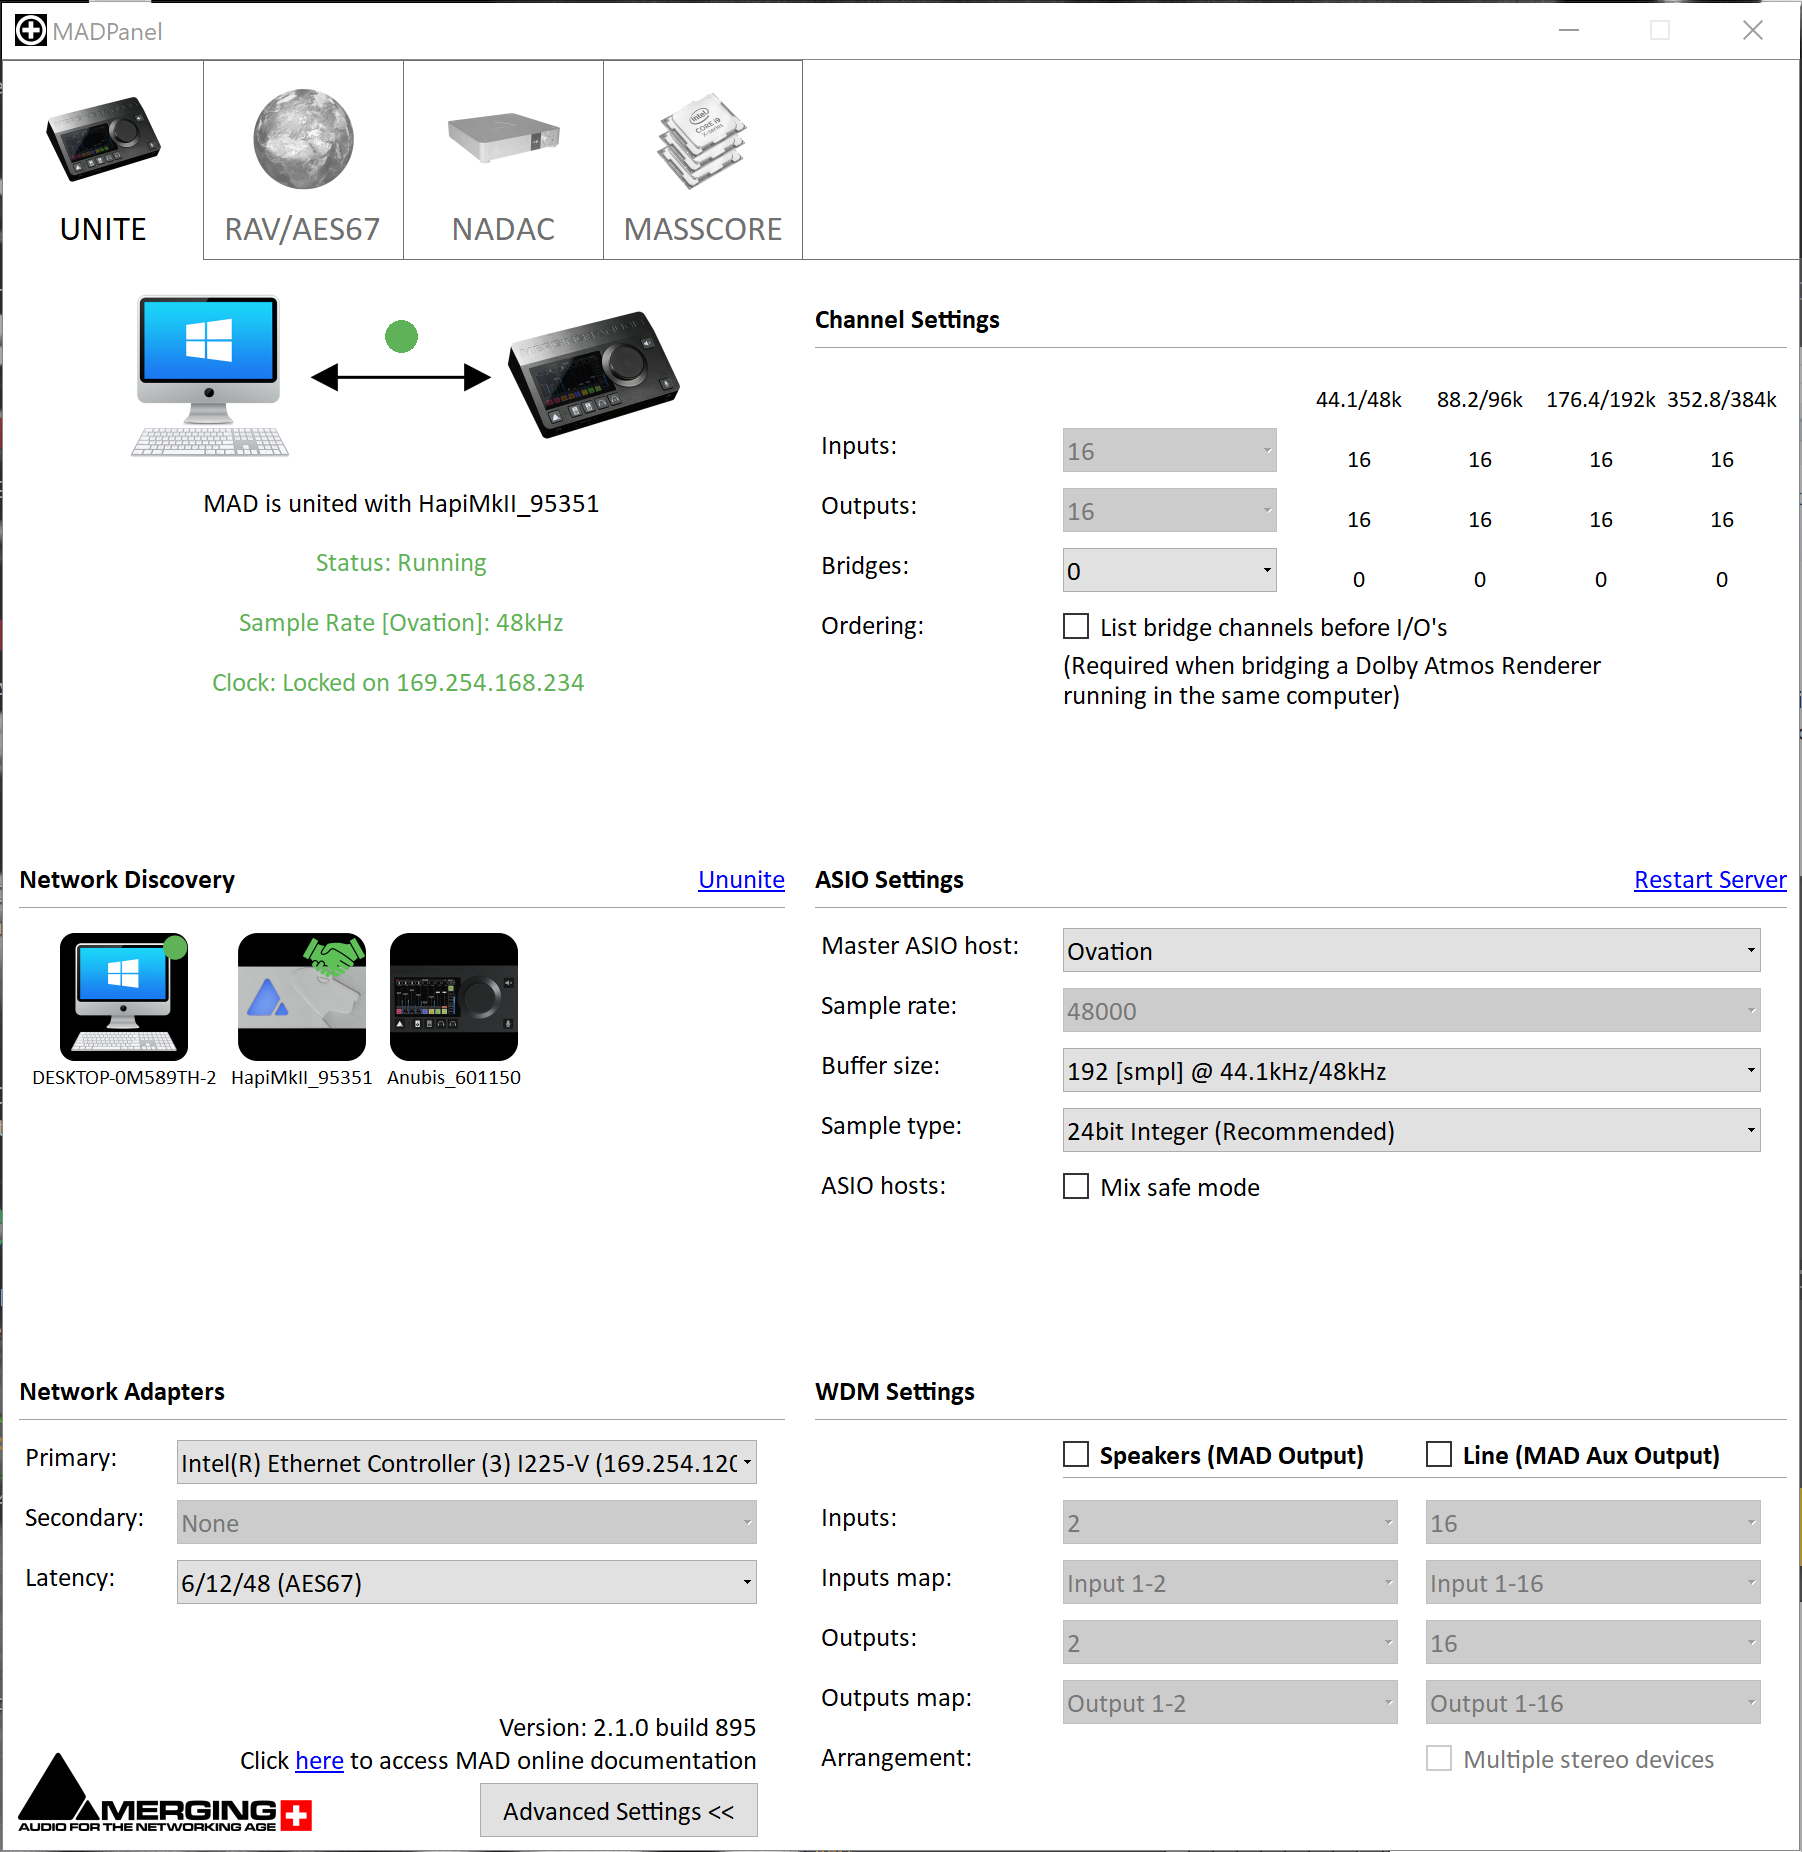 MADPanel
UNITE
RAV/AES67
NADAC
intel
CORE i9
X-series
MASSCORE
MAD is united with HapiMkII_95351
Status: Running
Sample Rate [Ovation]: 48kHz
Clock: Locked on 169.254.168.234
Channel Settings
44.1/48k 88.2/96k 176.4/192k 352.8/384k
Inputs: 16 16 16 16 16
Outputs: 16 16 16 16 16
Bridges: 0 0 0 0 0
Ordering: List bridge channels before I/O's
(Required when bridging a Dolby Atmos Renderer
running in the same computer)
Network Discovery Ununite
DESKTOP-0M589TH-2 HapiMkII_95351 Anubis_601150
ASIO Settings Restart Server
Master ASIO host: Ovation
Sample rate: 48000
Buffer size: 192 [smpl] @ 44.1kHz/48kHz
Sample type: 24bit Integer (Recommended)
ASIO hosts: Mix safe mode
Network Adapters
Primary: Intel(R) Ethernet Controller (3) I225-V (169.254.120
Secondary: None
Latency: 6/12/48 (AES67)
WDM Settings
Speakers (MAD Output) Line (MAD Aux Output)
Inputs: 2 16
Inputs map: Input 1-2 Input 1-16
Outputs: 2 16
Outputs map: Output 1-2 Output 1-16
Arrangement: Multiple stereo devices
Version: 2.1.0 build 895
Click here to access MAD online documentation
MERGING
AUDIO FOR THE NETWORKING AGE
Advanced Settings <<